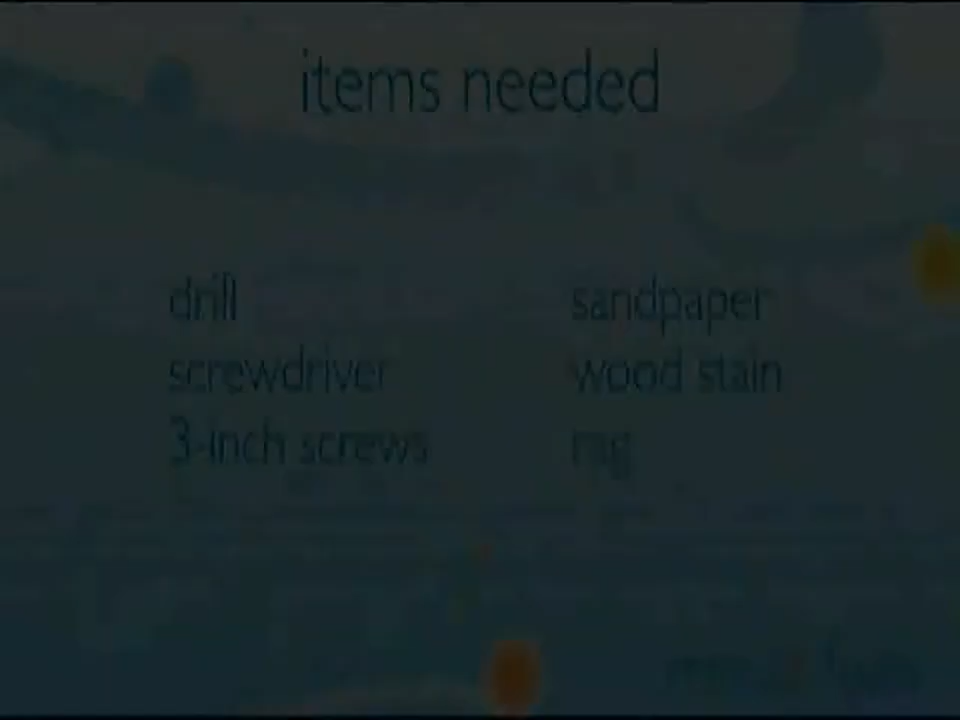 items needed
drill
screwdriver
3-inch screws
sandpaper
wood stain
rag